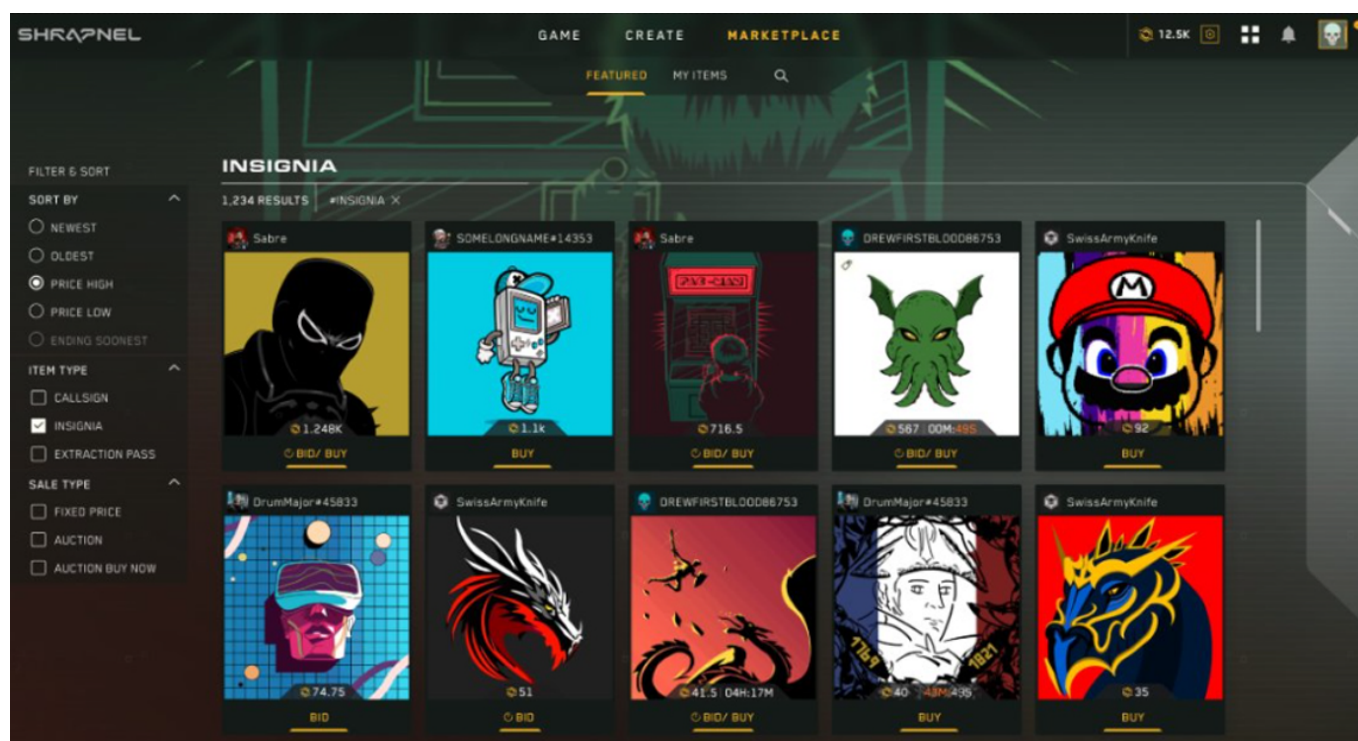 SHRAPNEL
GAME CREATE MARKETPLACE
12.5K
FEATURED MY ITEMS
FILTER & SORT
SORT BY
NEWEST
OLDEST
PRICE HIGH
PRICE LOW
ENDING SOONEST
ITEM TYPE
CALLSIGN
INSIGNIA
EXTRACTION PASS
SALE TYPE
FIXED PRICE
AUCTION
AUCTION BUY NOW
INSIGNIA
1,234 RESULTS #INSIGNIA
Sabre
1.248K
BID/ BUY
SOMELONGNAME#14353
1.1k
BUY
Sabre
716.5
BID/ BUY
DREWFIRSTBLOOD86753
567 00M:49S
BID/ BUY
SwissArmyKnife
M
92
BUY
DrumMajor#45833
74.75
BID
SwissArmyKnife
51
BID
DREWFIRSTBLOOD86753
41.5 04H:17M
BID/ BUY
DrumMajor#45833
1769
1821
40
BUY
SwissArmyKnife
35
BUY